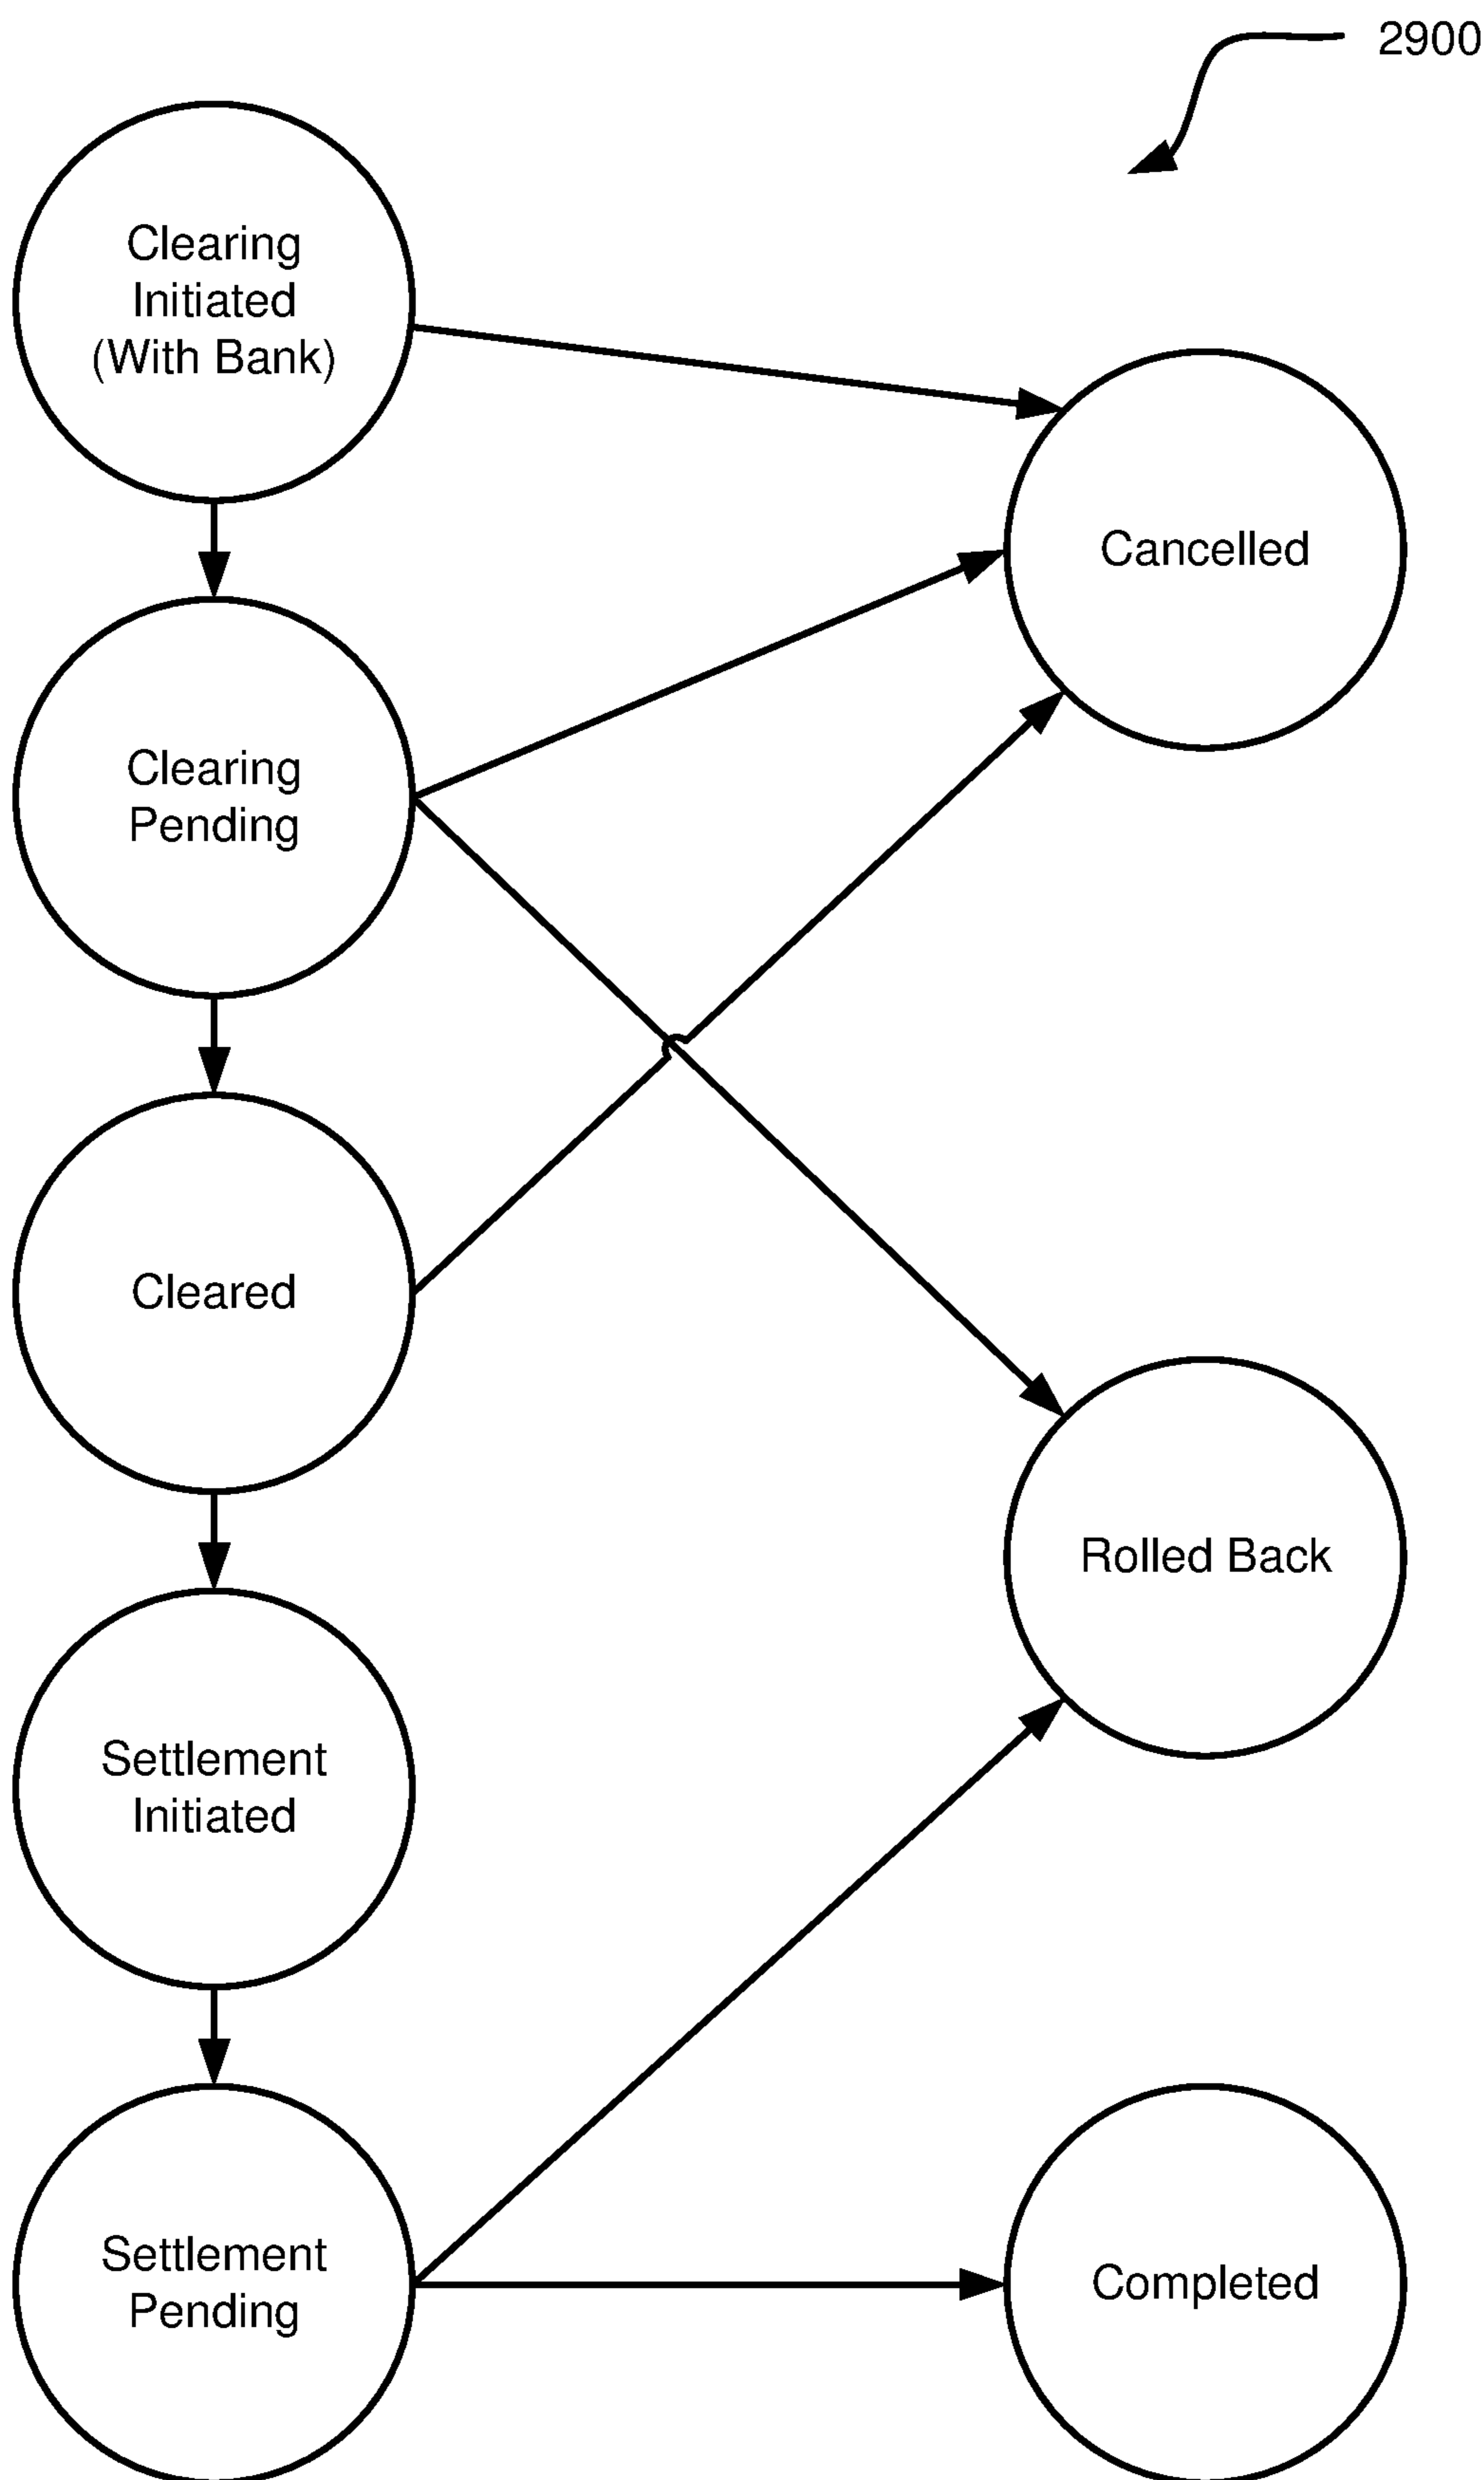 2900
Clearing
Initiated
(With Bank)
Cancelled
Clearing
Pending
Cleared
Rolled Back
Settlement
Initiated
Settlement
Pending
Completed